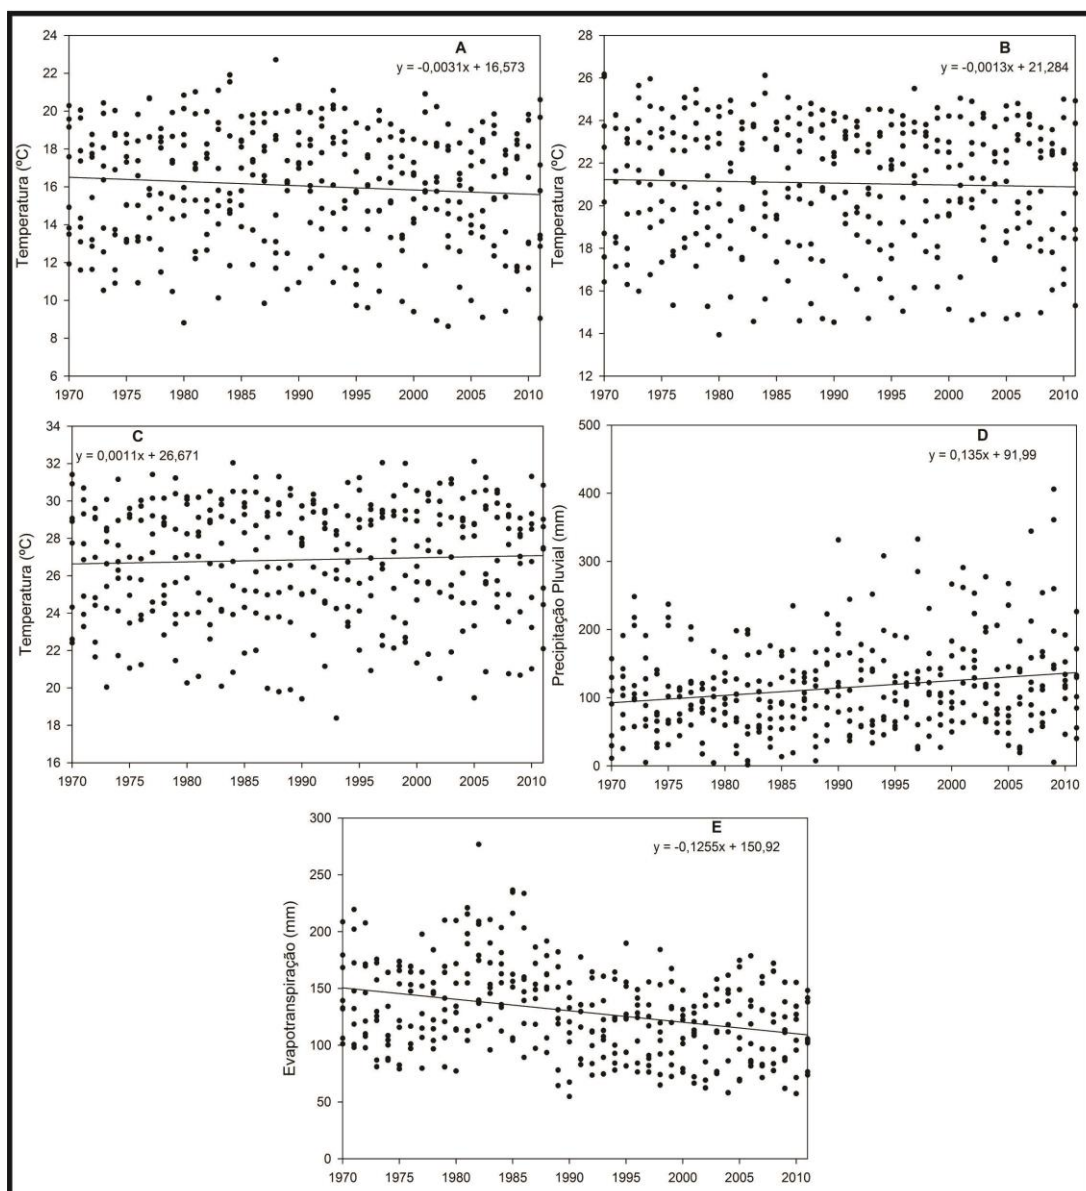 A
y = -0,0031x + 16,573
Temperatura (ºC)
24
22
20
18
16
14
12
10
8
6
1970 1975 1980 1985 1990 1995 2000 2005 2010
B
y = -0,0013x + 21,284
Temperatura (ºC)
28
26
24
22
20
18
16
14
12
1970 1975 1980 1985 1990 1995 2000 2005 2010
C
y = 0,0011x + 26,671
Temperatura (ºC)
34
32
30
28
26
24
22
20
18
16
1970 1975 1980 1985 1990 1995 2000 2005 2010
D
y = 0,135x + 91,99
Precipitação Pluvial (mm)
500
400
300
200
100
0
1970 1975 1980 1985 1990 1995 2000 2005 2010
E
y = -0,1255x + 150,92
Evapotranspiração (mm)
300
250
200
150
100
50
0
1970 1975 1980 1985 1990 1995 2000 2005 2010